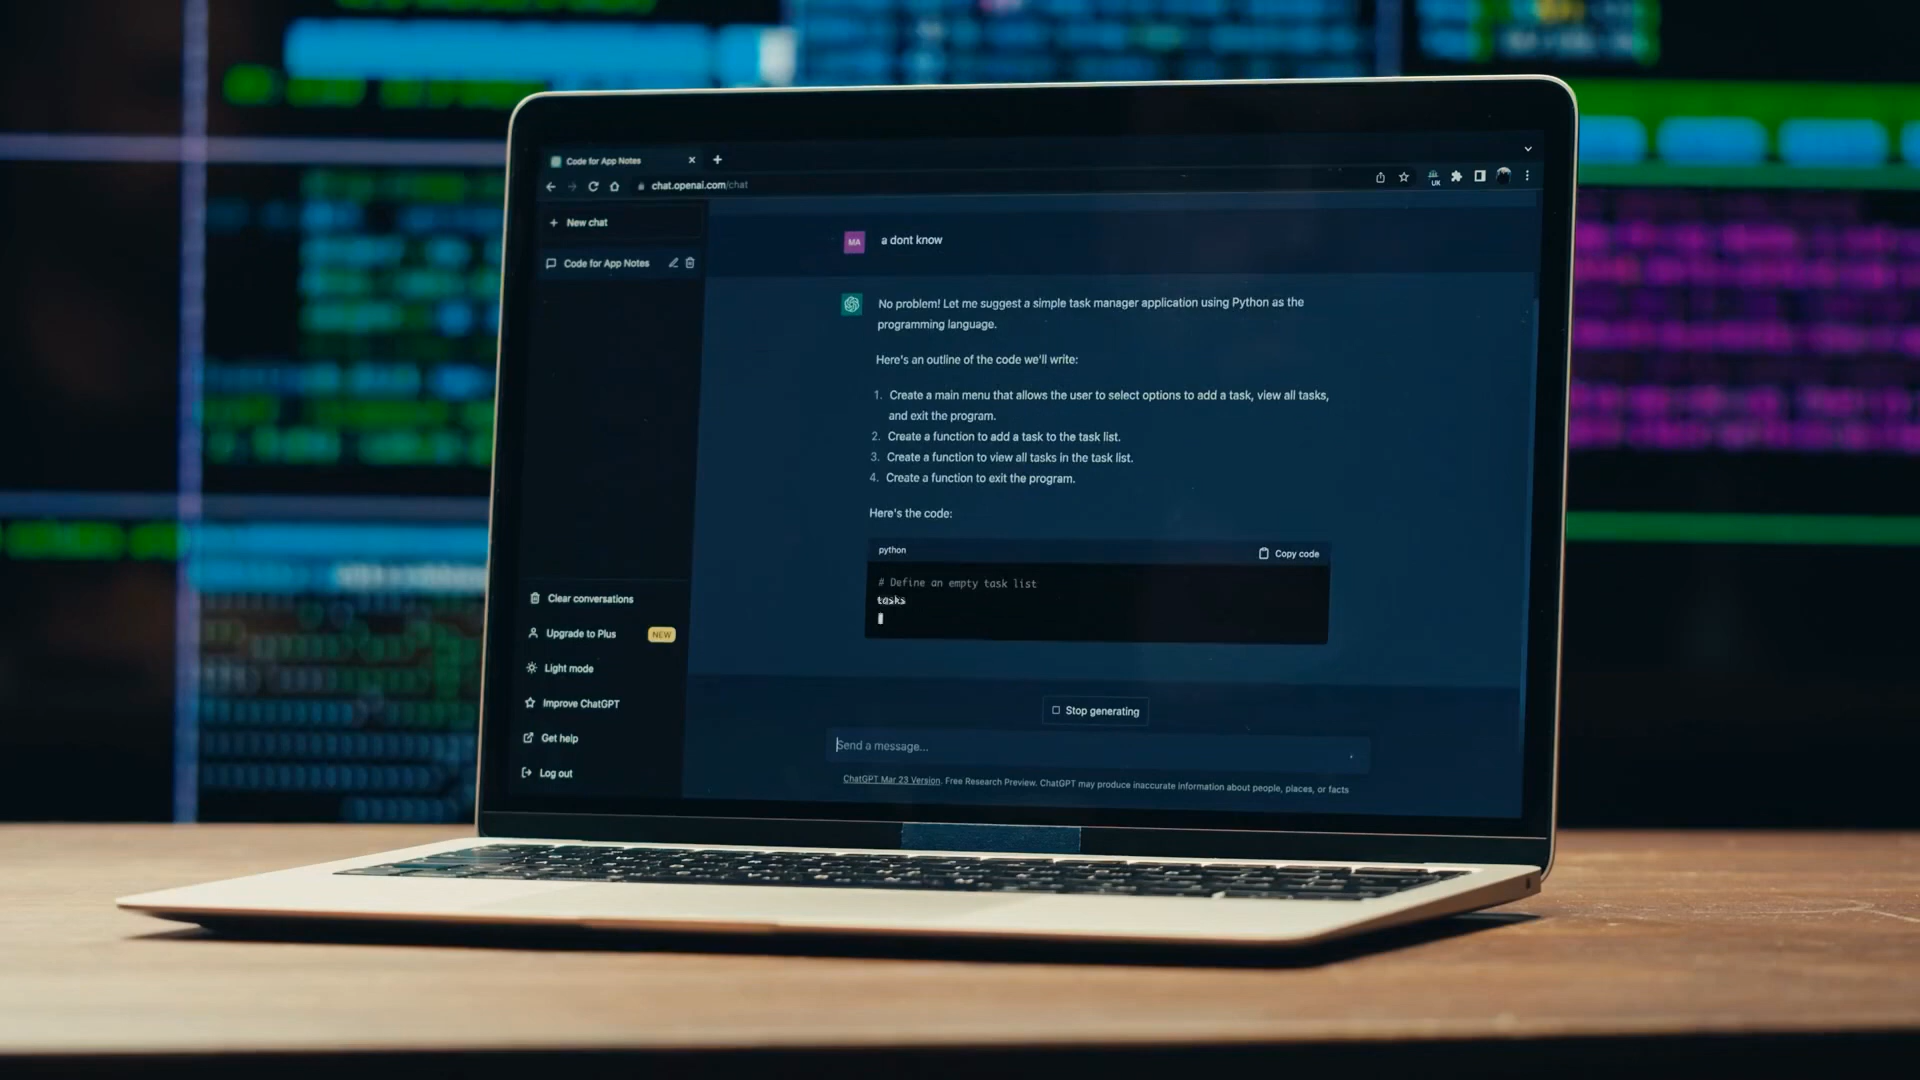 Code for App Notes
chat.openai.com/chat
UK
New chat
Code for App Notes
MA
a dont know
No problem! Let me suggest a simple task manager application using Python as the
programming language.
Here's an outline of the code we'll write:
1. Create a main menu that allows the user to select options to add a task, view all tasks,
and exit the program.
2. Create a function to add a task to the task list.
3. Create a function to view all tasks in the task list.
4. Create a function to exit the program.
Here's the code:
python
Copy code
# Define an empty task list
tasks
Clear conversations
Upgrade to Plus
NEW
Light mode
Improve ChatGPT
Get help
Log out
Stop generating
Send a message...
ChatGPT Mar 23 Version. Free Research Preview. ChatGPT may produce inaccurate information about people, places, or facts